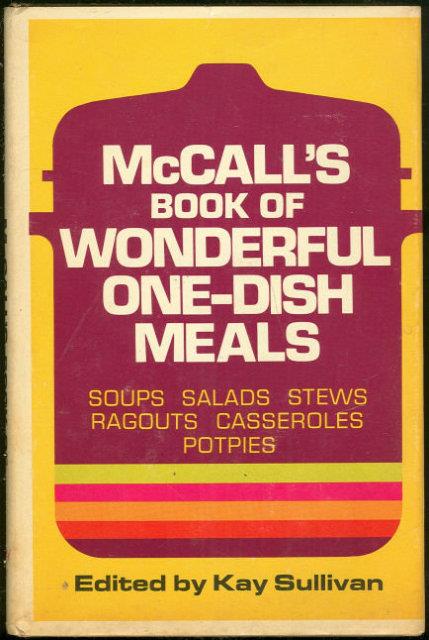 McCALL'S
BOOK OF
WONDERFUL
ONE-DISH
MEALS
SOUPS SALADS STEWS
RAGOUTS CASSEROLES
POTPIES
Edited by Kay Sullivan